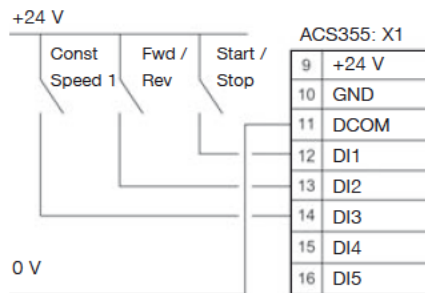 +24 V
Const
Speed 1
Fwd /
Rev
Start /
Stop
ACS355: X1
9 +24 V
10 GND
11 DCOM
12 DI1
13 DI2
14 DI3
15 DI4
16 DI5
0 V